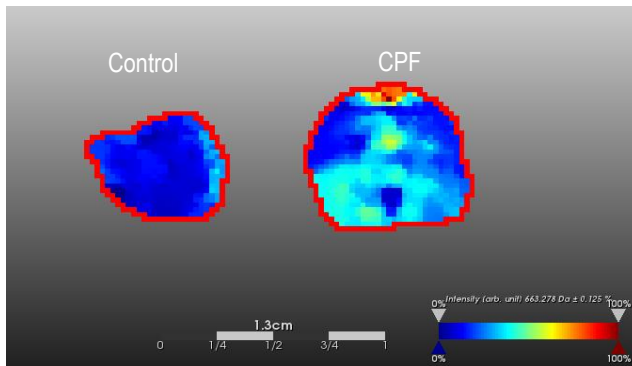 Control
CPF
Intensity (arb. unit) 663.278 Da ± 0.125 %
0%
100%
0%
100%
1.3cm
0
1/4
1/2
3/4
1